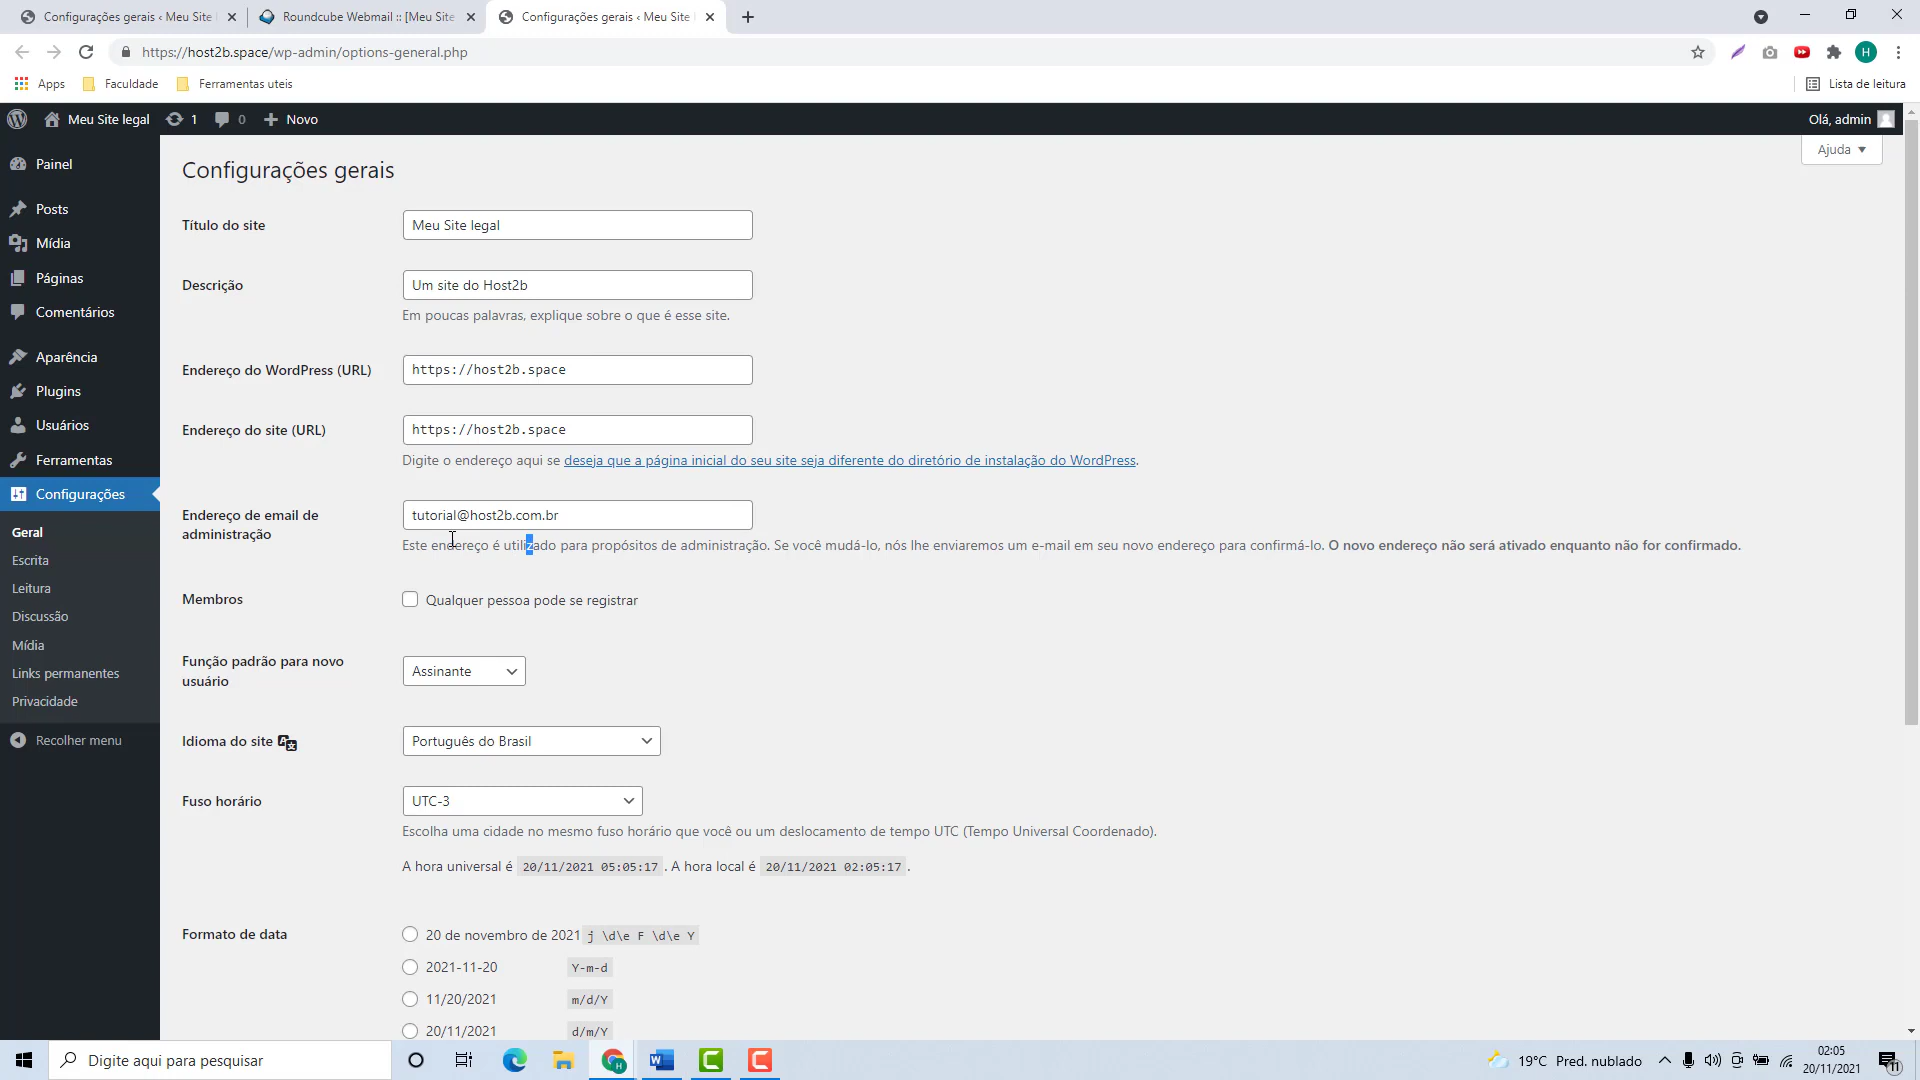 Configurações gerais ‹ Meu Site
Roundcube Webmail :: [Meu Site
Configurações gerais ‹ Meu Site
https://host2b.space/wp-admin/options-general.php
H
Apps
Faculdade
Ferramentas uteis
Lista de leitura
Meu Site legal
1
0
Novo
Olá, admin
Ajuda
Painel
Posts
Mídia
Páginas
Comentários
Aparência
Plugins
Usuários
Ferramentas
Configurações
Geral
Escrita
Leitura
Discussão
Mídia
Links permanentes
Privacidade
Recolher menu
Configurações gerais
Título do site
Meu Site legal
Descrição
Um site do Host2b
Em poucas palavras, explique sobre o que é esse site.
Endereço do WordPress (URL)
https://host2b.space
Endereço do site (URL)
https://host2b.space
Digite o endereço aqui se deseja que a página inicial do seu site seja diferente do diretório de instalação do WordPress.
Endereço de email de
administração
tutorial@host2b.com.br
Este endereço é utilizado para propósitos de administração. Se você mudá-lo, nós lhe enviaremos um e-mail em seu novo endereço para confirmá-lo. O novo endereço não será ativado enquanto não for confirmado.
Membros
Qualquer pessoa pode se registrar
Função padrão para novo
usuário
Assinante
Idioma do site
Português do Brasil
Fuso horário
UTC-3
Escolha uma cidade no mesmo fuso horário que você ou um deslocamento de tempo UTC (Tempo Universal Coordenado).
A hora universal é 20/11/2021 05:05:17. A hora local é 20/11/2021 02:05:17.
Formato de data
20 de novembro de 2021 j \d\e F \d\e Y
2021-11-20 Y-m-d
11/20/2021 m/d/Y
20/11/2021 d/m/Y
Digite aqui para pesquisar
19°C Pred. nublado
02:05
20/11/2021
11